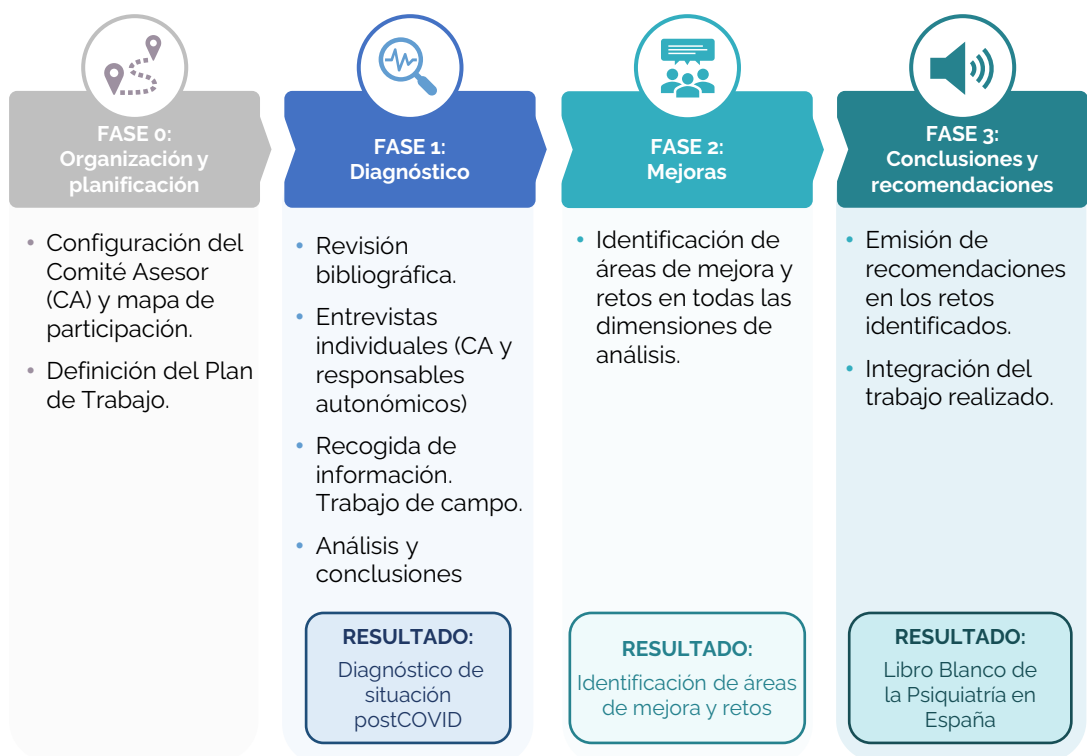 FASE 0:
Organización y
planificación
• Configuración del
Comité Asesor
(CA) y mapa de
participación.
• Definición del Plan
de Trabajo.
FASE 1:
Diagnóstico
• Revisión
bibliográfica.
• Entrevistas
individuales (CA y
responsables
autonómicos)
• Recogida de
información.
Trabajo de campo.
• Análisis y
conclusiones
RESULTADO:
Diagnóstico de
situación
postCOVID
FASE 2:
Mejoras
• Identificación de
áreas de mejora y
retos en todas las
dimensiones de
análisis.
RESULTADO:
Identificación de áreas
de mejora y retos
FASE 3:
Conclusiones y
recomendaciones
• Emisión de
recomendaciones
en los retos
identificados.
• Integración del
trabajo realizado.
RESULTADO:
Libro Blanco de
la Psiquiatría en
España